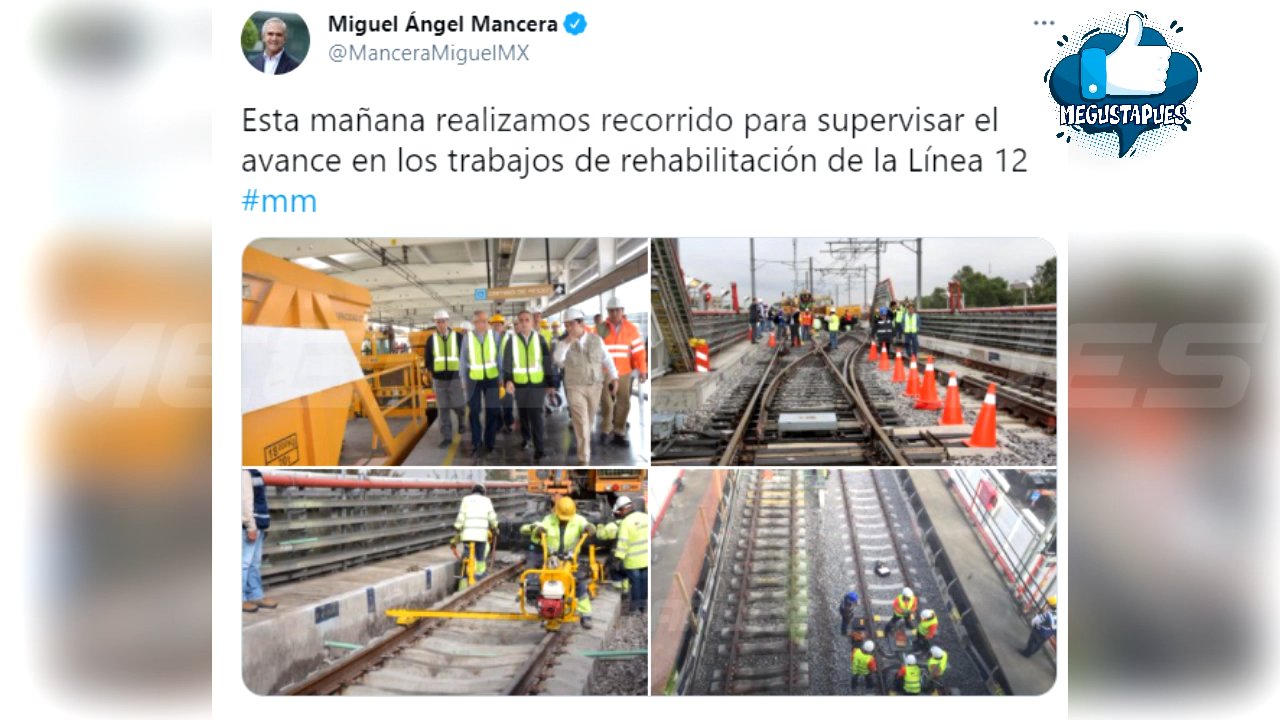 Miguel Ángel Mancera
@ManceraMiguelMX
MEGUSTAPUES
Esta mañana realizamos recorrido para supervisar el
avance en los trabajos de rehabilitación de la Línea 12
#mm